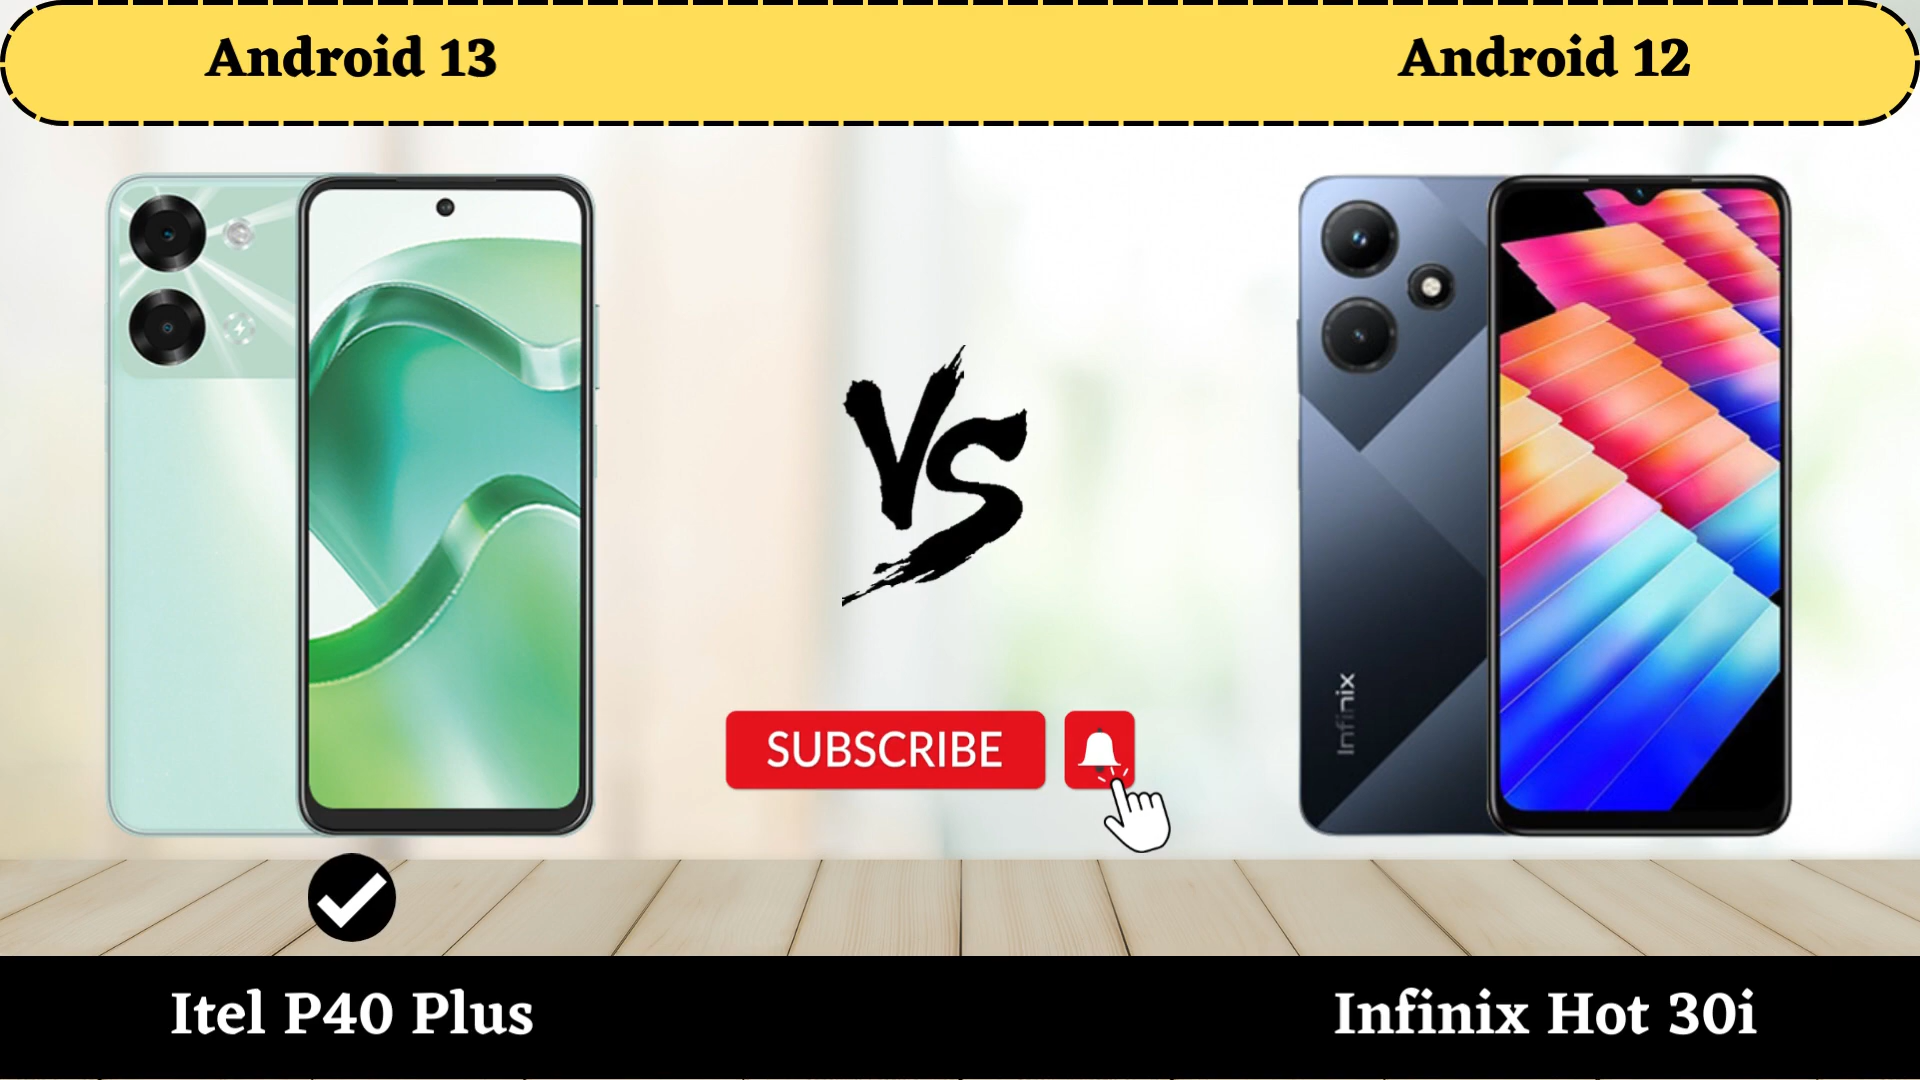 Android 13
Android 12
VS
Infinix
SUBSCRIBE
Itel P40 Plus
Infinix Hot 30i